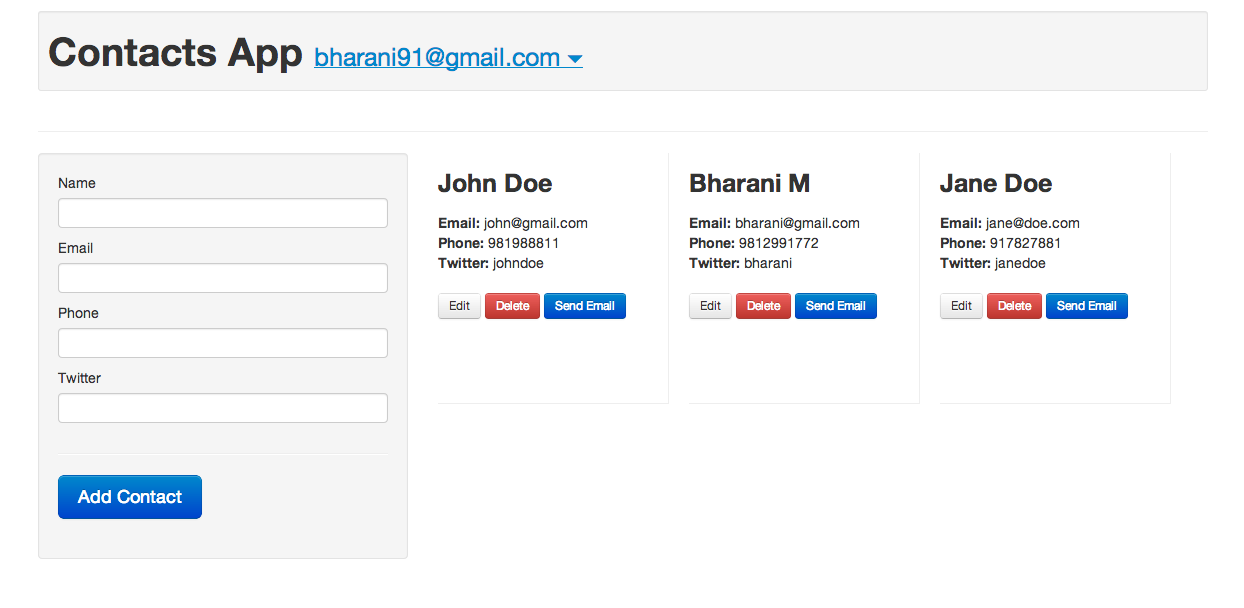 Contacts App bharani91@gmail.com
Name
Email
Phone
Twitter
Add Contact
John Doe
Email: john@gmail.com
Phone: 981988811
Twitter: johndoe
Edit Delete Send Email
Bharani M
Email: bharani@gmail.com
Phone: 9812991772
Twitter: bharani
Edit Delete Send Email
Jane Doe
Email: jane@doe.com
Phone: 917827881
Twitter: janedoe
Edit Delete Send Email